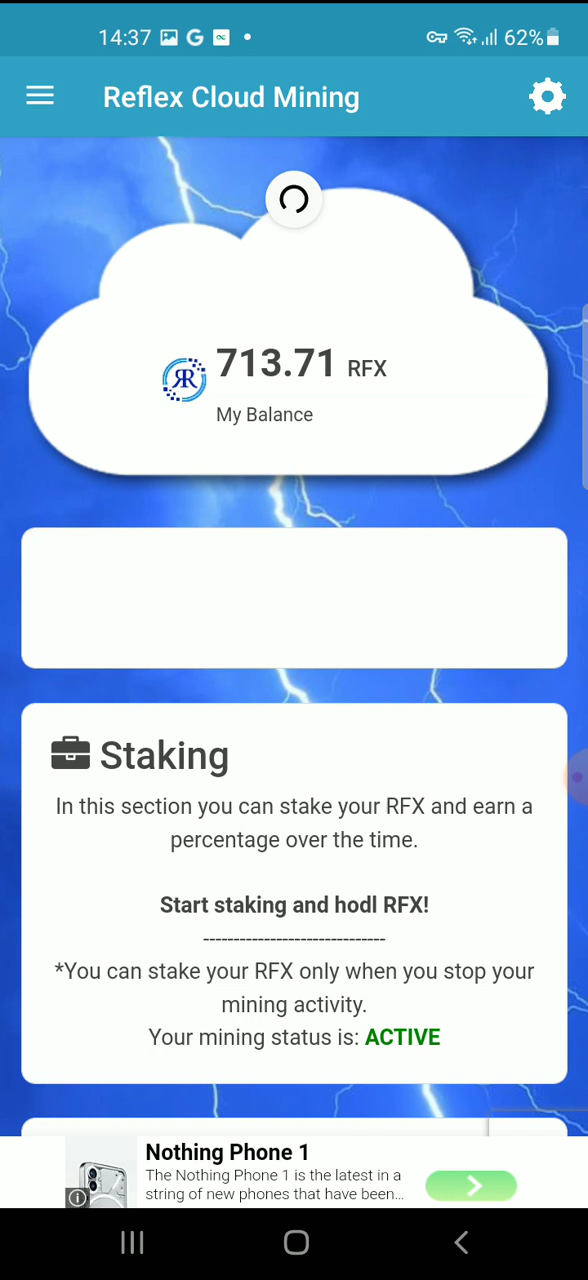 14:37
62%
Reflex Cloud Mining
713.71 RFX
My Balance
Staking
In this section you can stake your RFX and earn a
percentage over the time.
Start staking and hodl RFX!
------------------------------
*You can stake your RFX only when you stop your
mining activity.
Your mining status is: ACTIVE
Nothing Phone 1
The Nothing Phone 1 is the latest in a
string of new phones that have been...